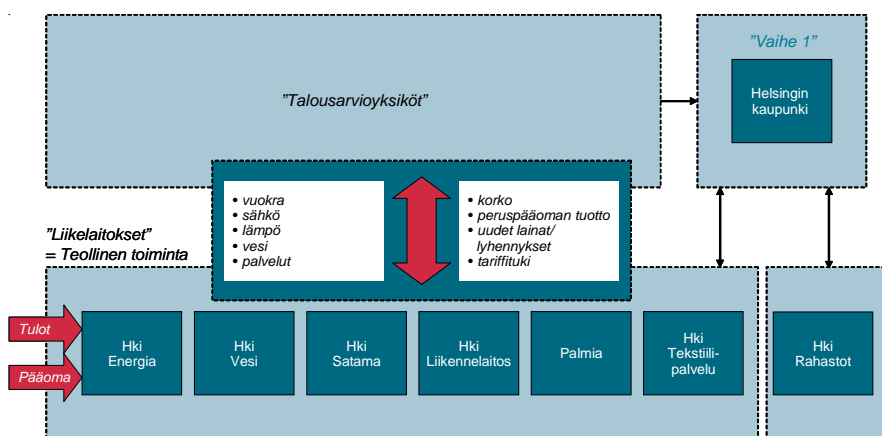 "Talousarvioyksiköt"
"Vaihe 1"
Helsingin
kaupunki
• vuokra
• sähkö
• lämpö
• vesi
• palvelut
• korko
• peruspääoman tuotto
• uudet lainat/
lyhennykset
• tariffituki
"Liikelaitokset"
= Teollinen toiminta
Tulot
Pääoma
Hki
Energia
Hki
Vesi
Hki
Satama
Hki
Liikennelaitos
Palmia
Hki
Tekstiili-
palvelu
Hki
Rahastot